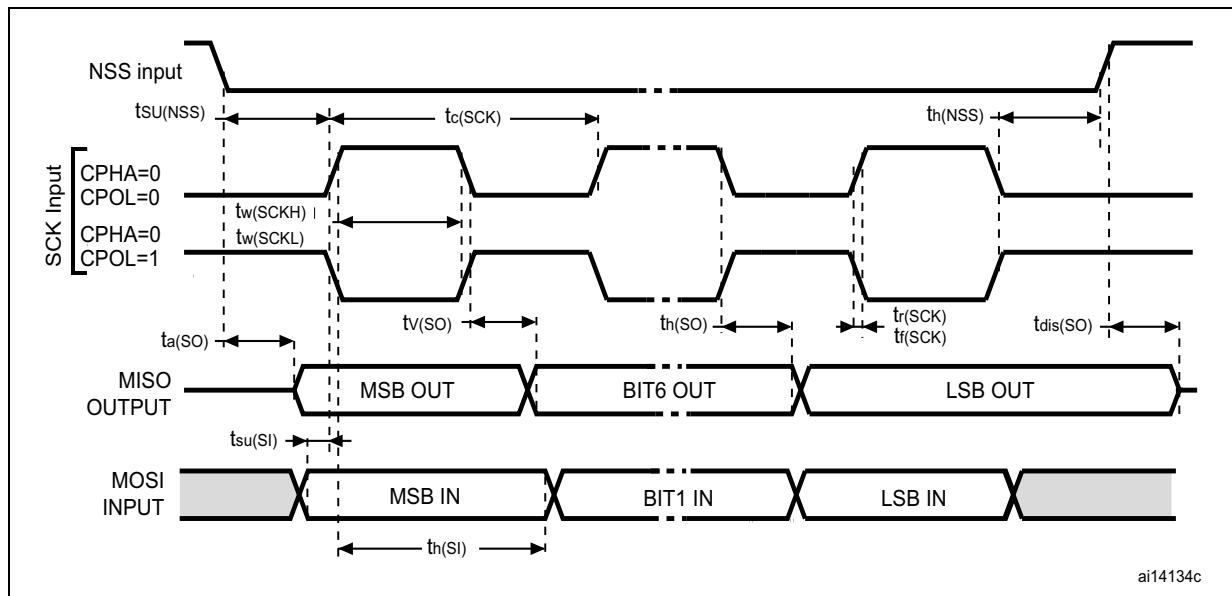 NSS input
tSU(NSS)
tc(SCK)
th(NSS)
SCK Input
CPHA=0
CPOL=0
tw(SCKH)
CPHA=0
CPOL=1
tw(SCKL)
tV(SO)
th(SO)
tr(SCK)
tf(SCK)
tdis(SO)
ta(SO)
MISO
OUTPUT
MSB OUT
BIT6 OUT
LSB OUT
tsu(SI)
MOSI
INPUT
MSB IN
BIT1 IN
LSB IN
th(SI)
ai14134c